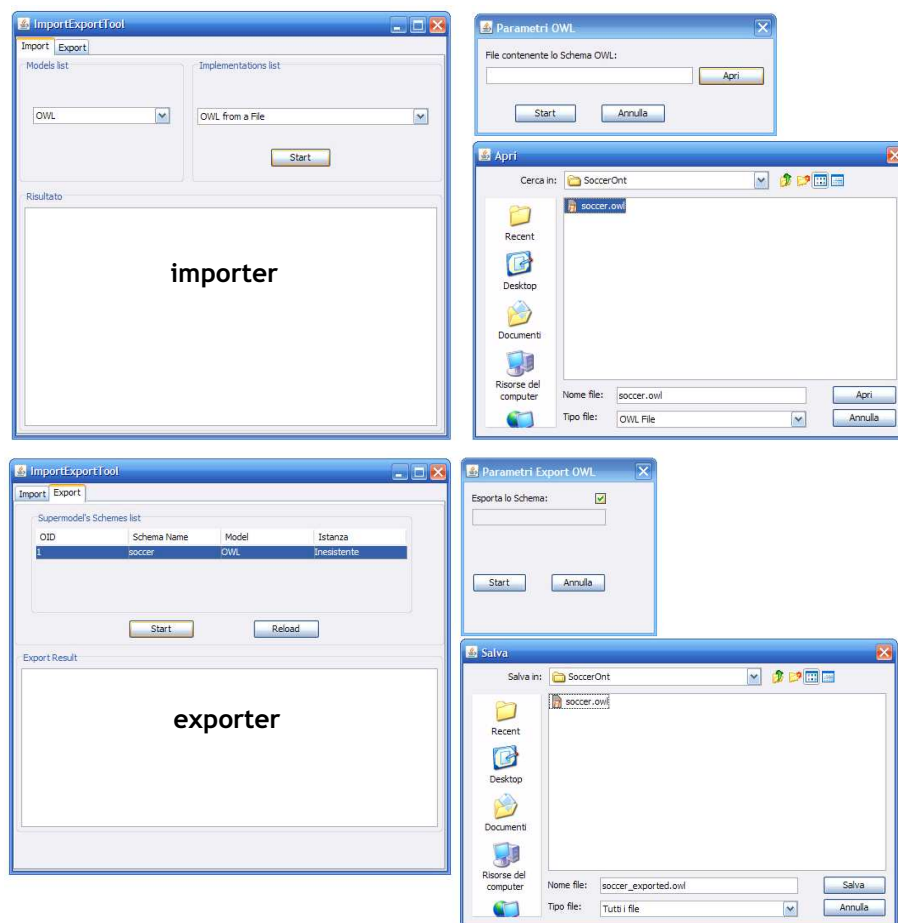 ImportExportTool
Import Export
Models list
Implementations list
OWL
OWL from a File
Start
Risultato
importer
Parametri OWL
File contenente lo Schema OWL:
Apri
Start Annulla
Apri
Cerca in: SoccerOnt
soccer.owl
Recent
Desktop
Documenti
Risorse del
computer
Nome file: soccer.owl Apri
Tipo file: OWL File Annulla
ImportExportTool
Import Export
Supermodel's Schemes list
OID Schema Name Model Istanza
1 soccer OWL Inesistente
Start Reload
Export Result
exporter
Parametri Export OWL
Esporta lo Schema:
Start Annulla
Salva
Salva in: SoccerOnt
soccer.owl
Recent
Desktop
Documenti
Risorse del
computer
Nome file: soccer_exported.owl Salva
Tipo file: Tutti i file Annulla